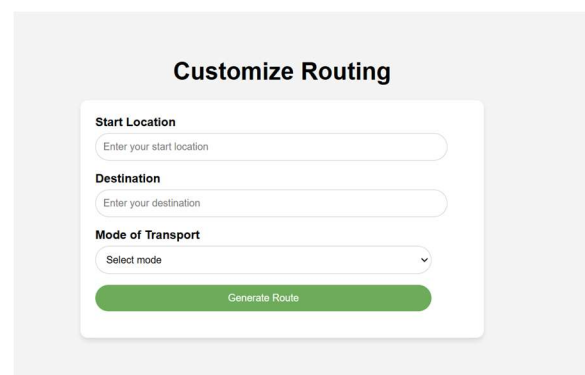 Customize Routing
Start Location
Enter your start location
Destination
Enter your destination
Mode of Transport
Select mode
Generate Route